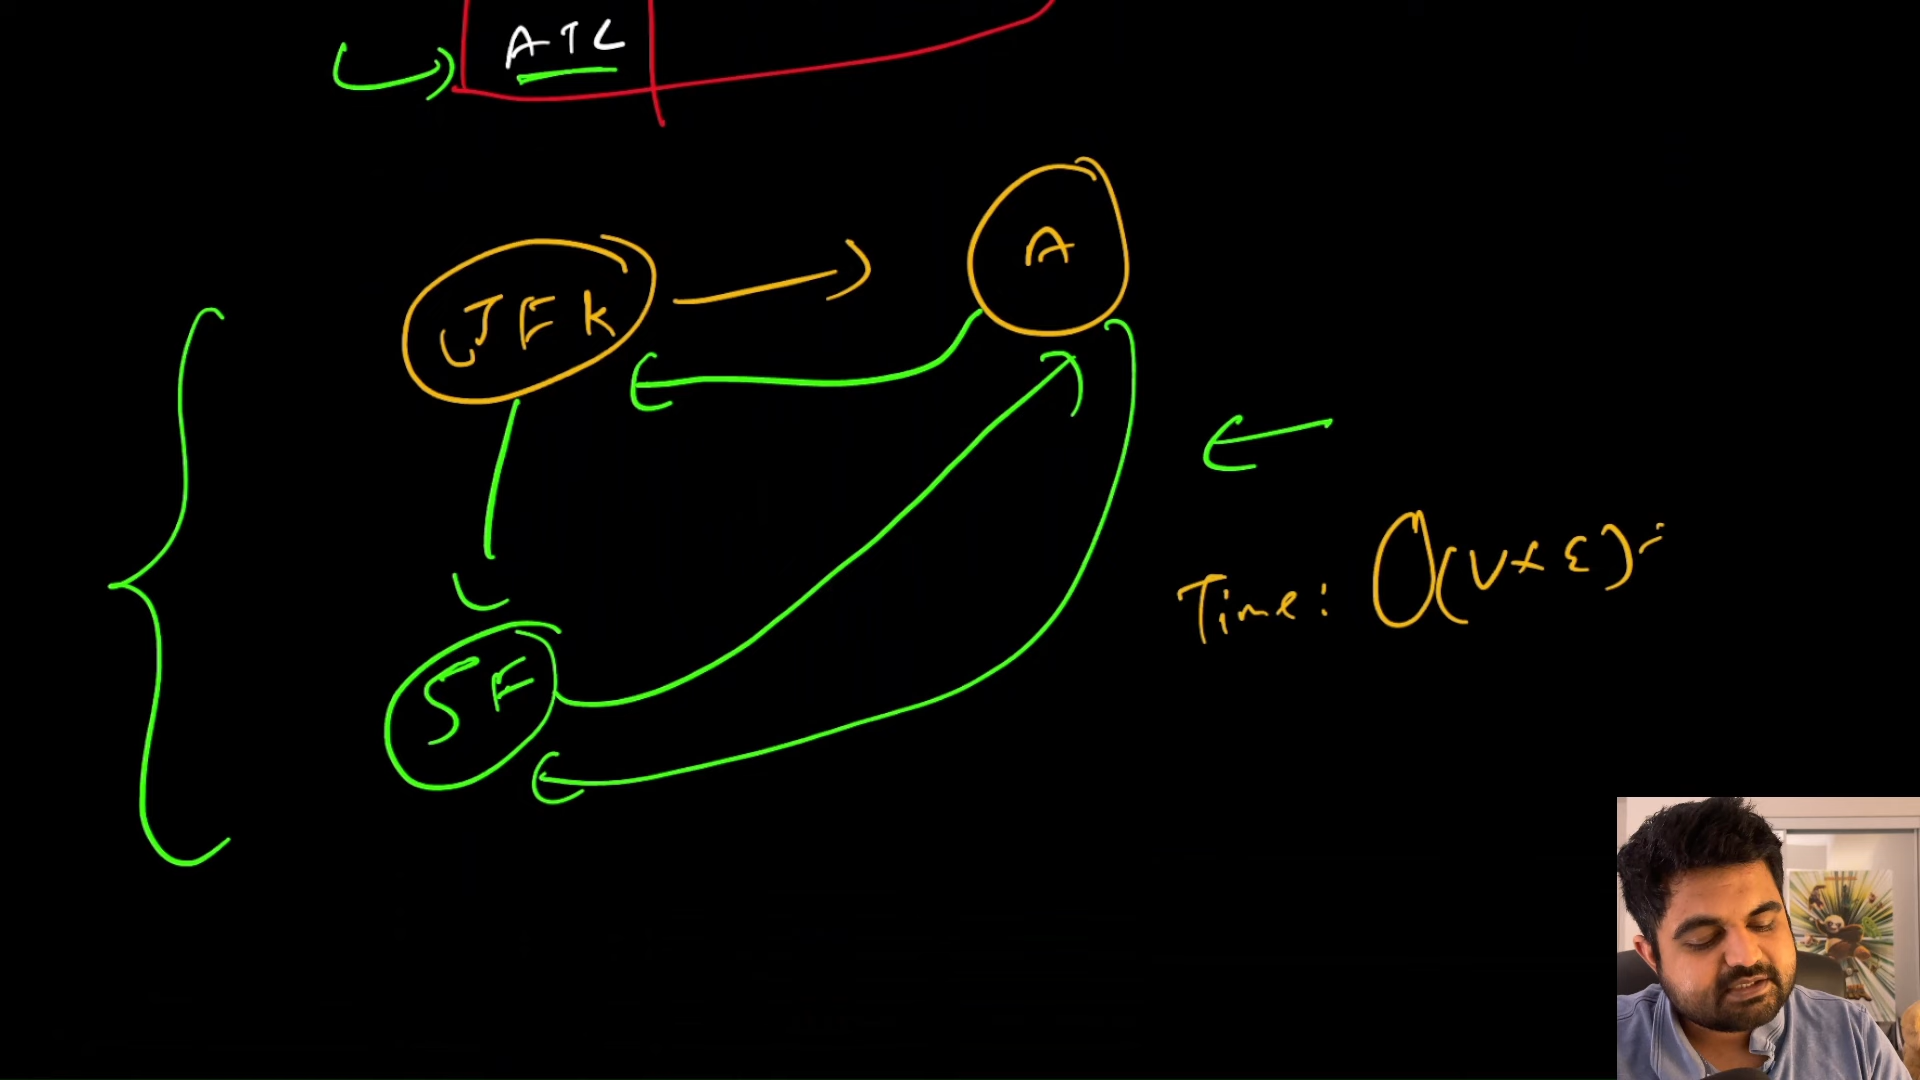 ATL
A
JFK
SF
Time: O(V+E)